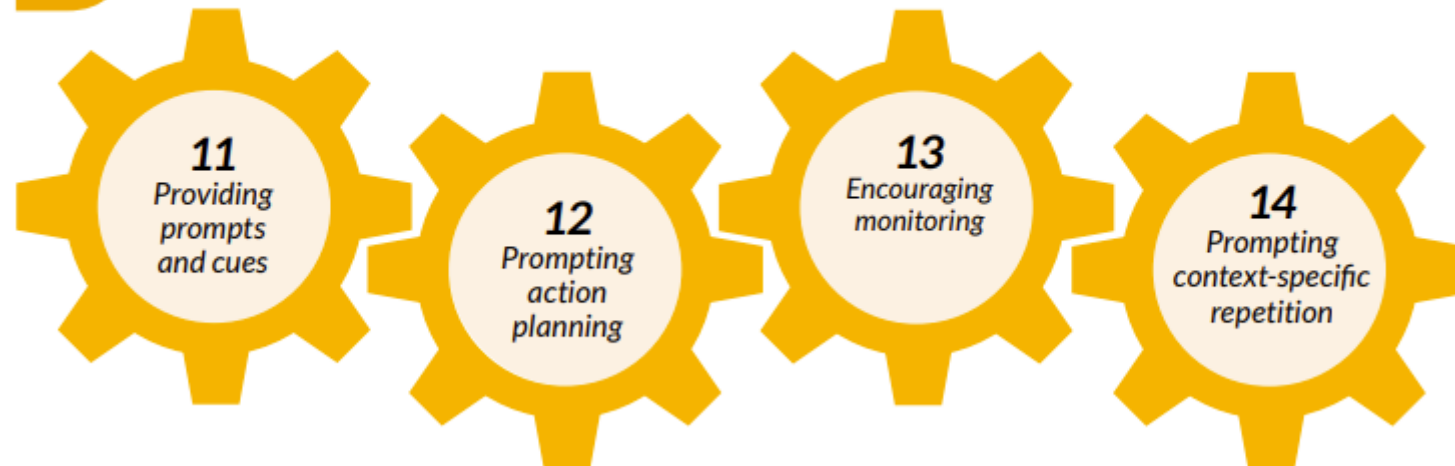 11
Providing
prompts
and cues
12
Prompting
action
planning
13
Encouraging
monitoring
14
Prompting
context-specific
repetition